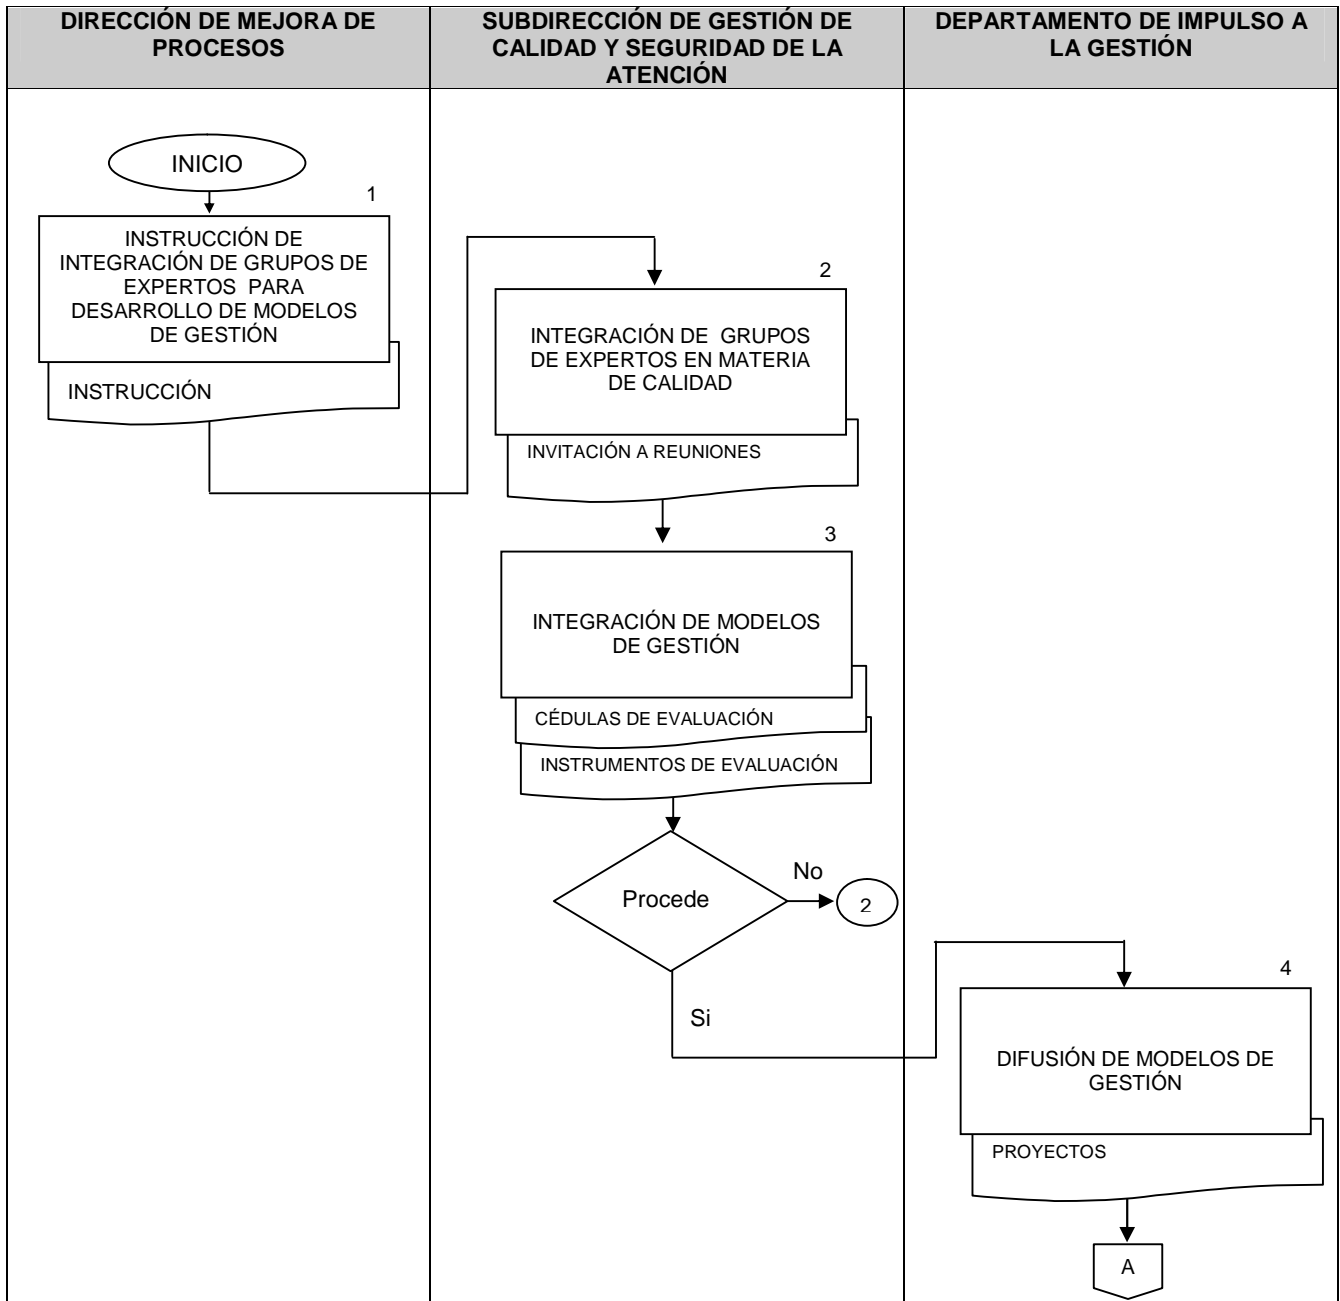 DIRECCIÓN DE MEJORA DE
PROCESOS
SUBDIRECCIÓN DE GESTIÓN DE
CALIDAD Y SEGURIDAD DE LA
ATENCIÓN
DEPARTAMENTO DE IMPULSO A
LA GESTIÓN
INICIO
1
INSTRUCCIÓN DE
INTEGRACIÓN DE GRUPOS DE
EXPERTOS PARA
DESARROLLO DE MODELOS
DE GESTIÓN
INSTRUCCIÓN
2
INTEGRACIÓN DE GRUPOS
DE EXPERTOS EN MATERIA
DE CALIDAD
INVITACIÓN A REUNIONES
3
INTEGRACIÓN DE MODELOS
DE GESTIÓN
CÉDULAS DE EVALUACIÓN
INSTRUMENTOS DE EVALUACIÓN
Procede
No
2
Si
4
DIFUSIÓN DE MODELOS DE
GESTIÓN
PROYECTOS
A